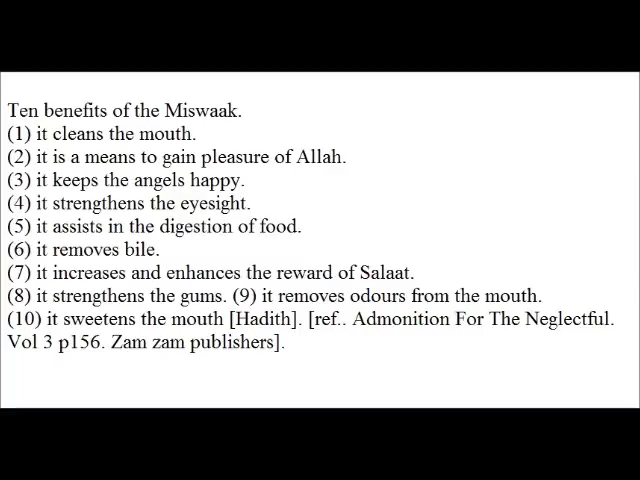 Ten benefits of the Miswaak.
(1) it cleans the mouth.
(2) it is a means to gain pleasure of Allah.
(3) it keeps the angels happy.
(4) it strengthens the eyesight.
(5) it assists in the digestion of food.
(6) it removes bile.
(7) it increases and enhances the reward of Salaat.
(8) it strengthens the gums. (9) it removes odours from the mouth.
(10) it sweetens the mouth [Hadith]. [ref.. Admonition For The Neglectful.
Vol 3 p156. Zam zam publishers].